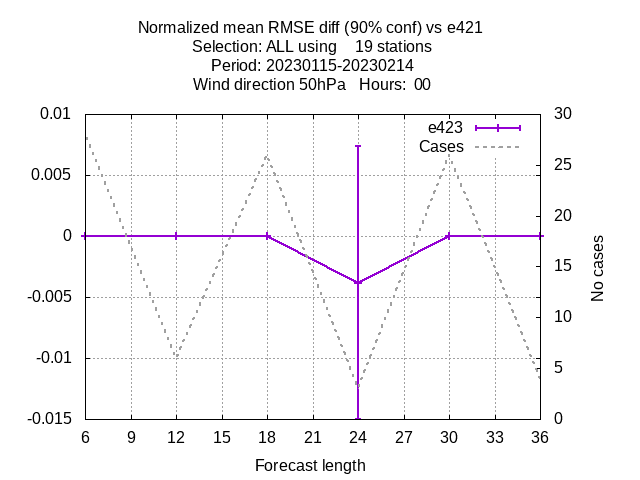 Normalized mean RMSE diff (90% conf) vs e421
Selection: ALL using    19 stations
Period: 20230115-20230214
Wind direction 50hPa   Hours:  00
0.01
0.005
0
-0.005
-0.01
-0.015
30
25
20
15
10
5
0
e423
Cases
No cases
6 9 12 15 18 21 24 27 30 33 36
Forecast length